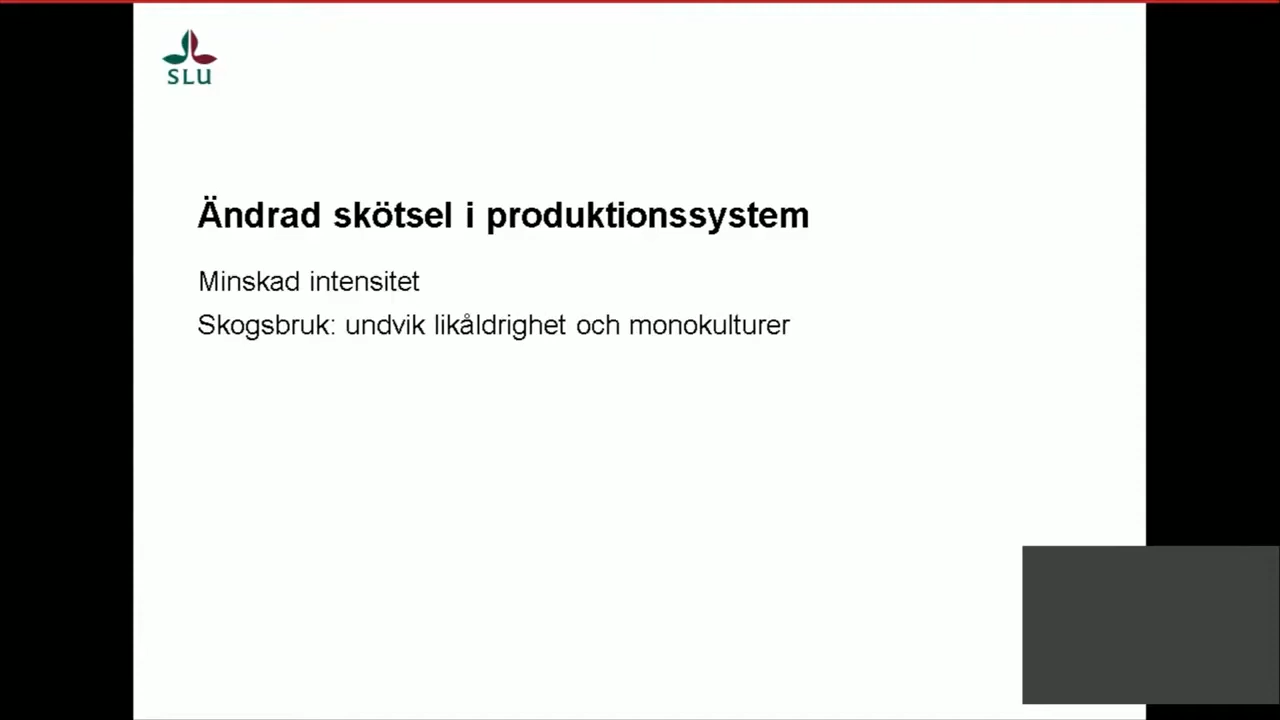 SLU
Ändrad skötsel i produktionssystem
Minskad intensitet
Skogsbruk: undvik likåldrighet och monokulturer